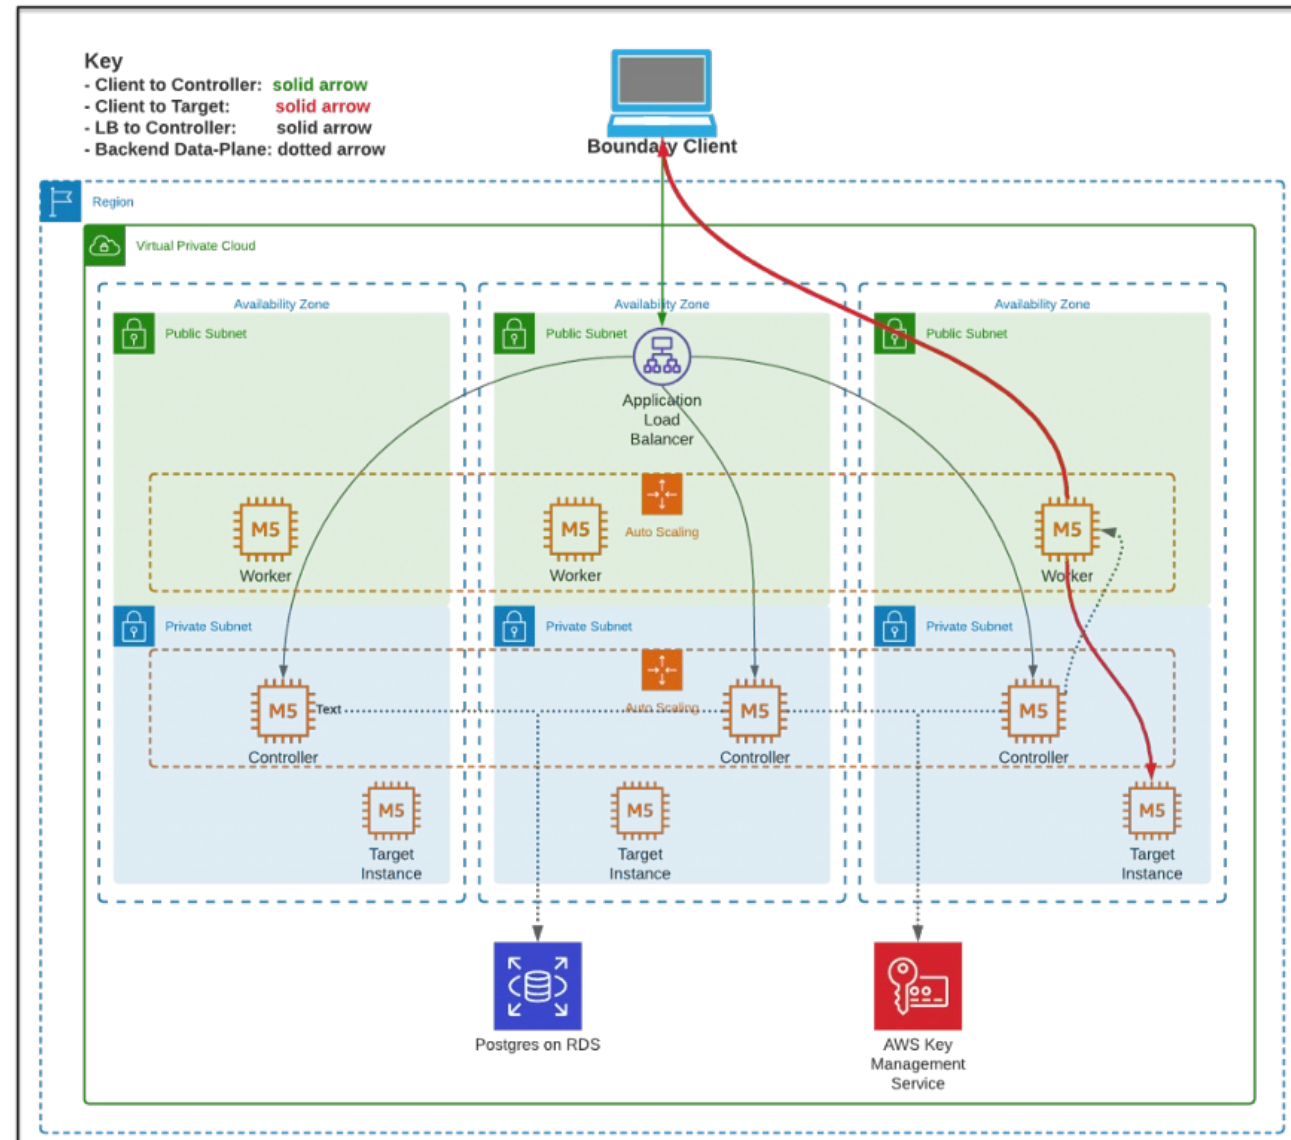 Key
- Client to Controller: solid arrow
- Client to Target: solid arrow
- LB to Controller: solid arrow
- Backend Data-Plane: dotted arrow
Boundary Client
Region
Virtual Private Cloud
Availability Zone
Availability Zone
Availability Zone
Public Subnet
Public Subnet
Public Subnet
Application
Load
Balancer
M5
Worker
M5
Worker
Auto Scaling
M5
Worker
Private Subnet
Private Subnet
Private Subnet
M5
Text
Controller
Auto Scaling
M5
Controller
M5
Controller
M5
Target
Instance
M5
Target
Instance
M5
Target
Instance
Postgres on RDS
AWS Key
Management
Service